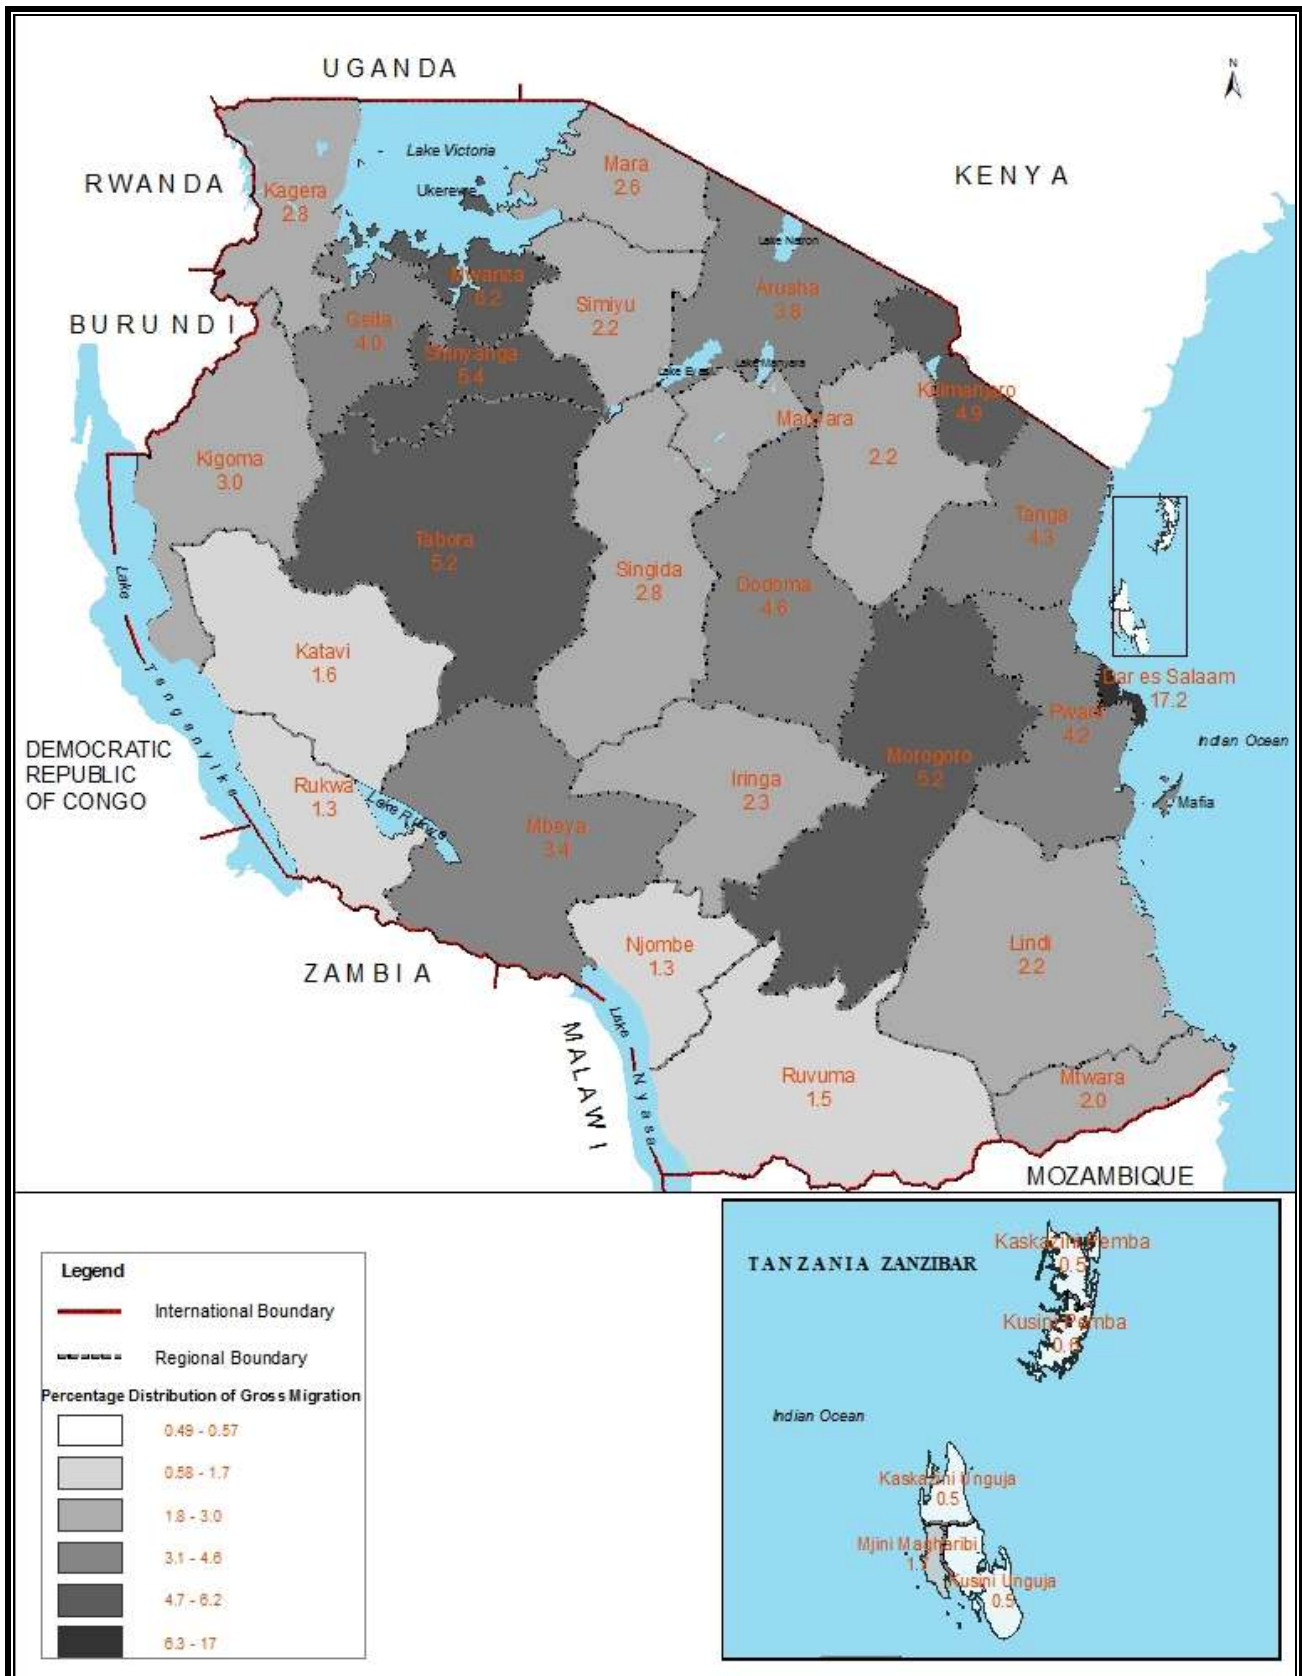 UGANDA
N
Lake Victoria
Mara
2.6
KENYA
RWANDA
Kagera
2.8
Ukerewe
Lake Natron
Mwanza
6.2
Arusha
3.8
Simiyu
2.2
BURUNDI
Geita
4.0
Shinyanga
5.4
Lake Eyasi
Lake Manyara
Kilimanjaro
4.9
Manyara
2.2
Kigoma
3.0
Tanga
4.3
Tabora
5.2
Singida
2.8
Dodoma
4.6
Katavi
1.6
Lake Tanganyika
Dar es Salaam
17.2
Pwani
4.2
Indian Ocean
DEMOCRATIC
REPUBLIC
OF CONGO
Morogoro
5.2
Rukwa
1.3
Lake Rukwa
Iringa
2.3
Mafia
Mbeya
3.4
Njombe
1.3
Lindi
2.2
ZAMBIA
Lake Nyasa
MALAWI
Ruvuma
1.5
Mtwara
2.0
MOZAMBIQUE
Legend
International Boundary
Regional Boundary
Percentage Distribution of Gross Migration
0.49 - 0.57
0.58 - 1.7
1.8 - 3.0
3.1 - 4.6
4.7 - 6.2
6.3 - 17
TANZANIA ZANZIBAR
Kaskazini Pemba
0.5
Kusini Pemba
0.6
Indian Ocean
Kaskazini Unguja
0.5
Mjini Magharibi
1.7
Kusini Unguja
0.5